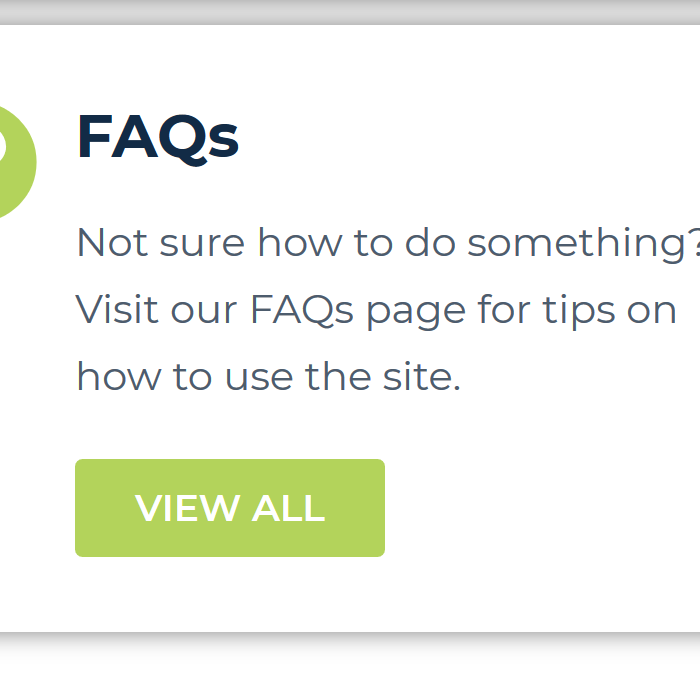 FAQs
Not sure how to do something?
Visit our FAQs page for tips on
how to use the site.
VIEW ALL